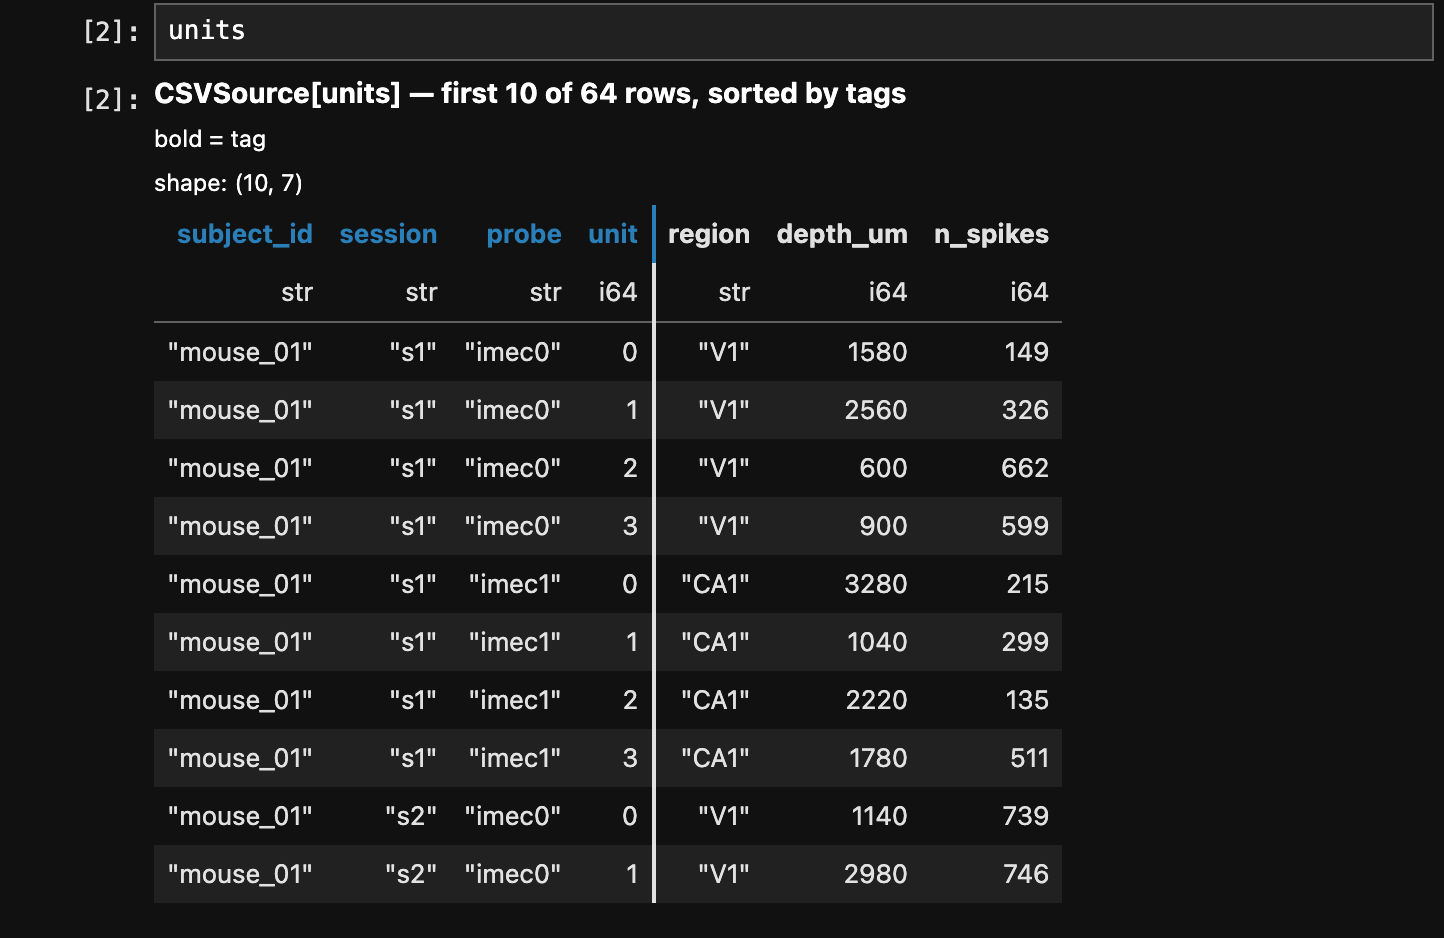 [2]: units
[2]: CSVSource[units] — first 10 of 64 rows, sorted by tags
bold = tag
shape: (10, 7)
subject_id session probe unit region depth_um n_spikes
str str str i64 str i64 i64
"mouse_01" "s1" "imec0" 0 "V1" 1580 149
"mouse_01" "s1" "imec0" 1 "V1" 2560 326
"mouse_01" "s1" "imec0" 2 "V1" 600 662
"mouse_01" "s1" "imec0" 3 "V1" 900 599
"mouse_01" "s1" "imec1" 0 "CA1" 3280 215
"mouse_01" "s1" "imec1" 1 "CA1" 1040 299
"mouse_01" "s1" "imec1" 2 "CA1" 2220 135
"mouse_01" "s1" "imec1" 3 "CA1" 1780 511
"mouse_01" "s2" "imec0" 0 "V1" 1140 739
"mouse_01" "s2" "imec0" 1 "V1" 2980 746